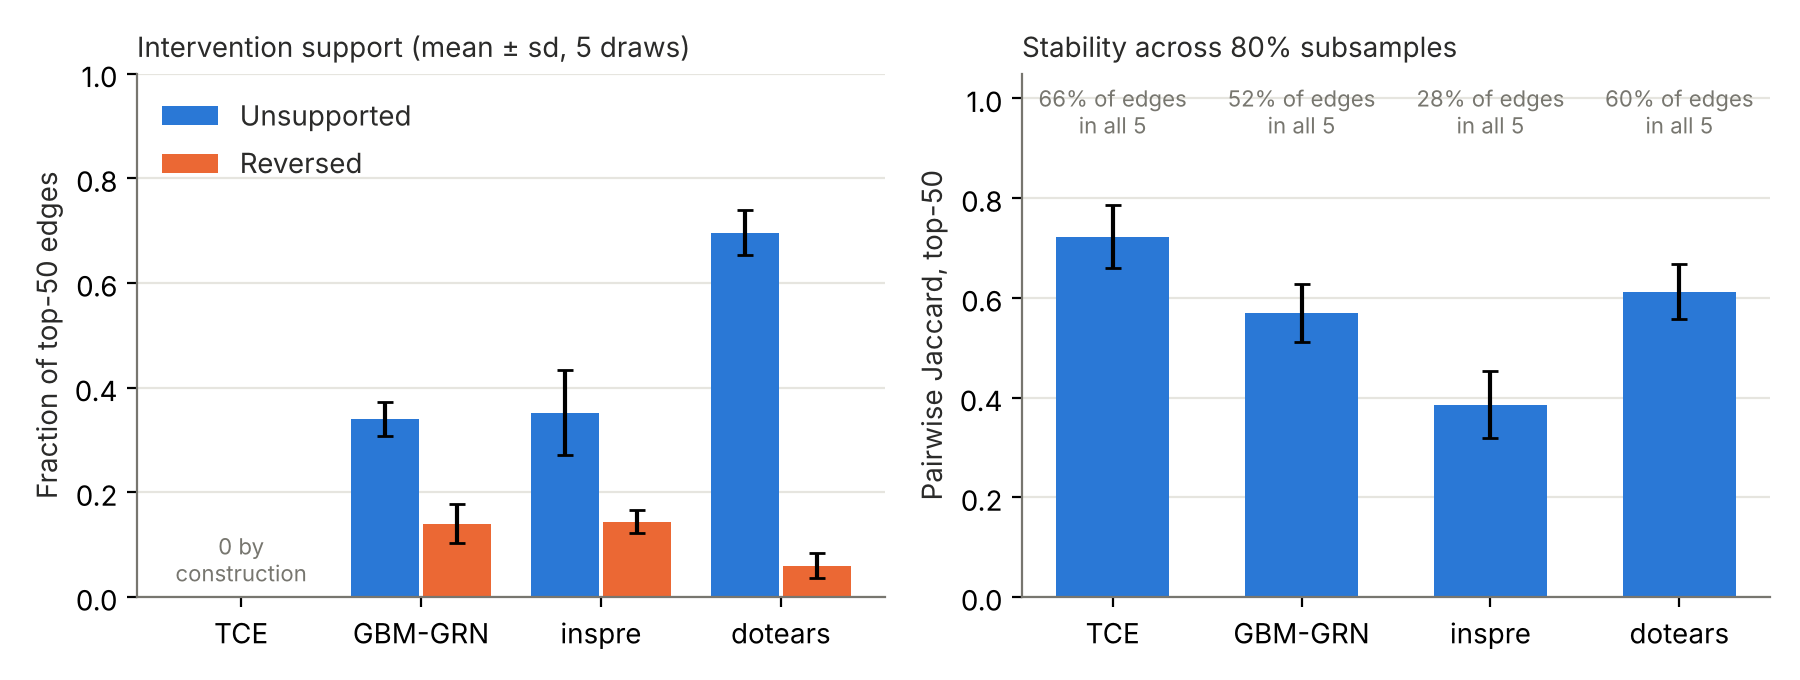 Intervention support (mean ± sd, 5 draws)
Fraction of top-50 edges
1.0
0.8
0.6
0.4
0.2
0.0
Unsupported
Reversed
0 by
construction
TCE
GBM-GRN
inspre
dotears
Stability across 80% subsamples
Pairwise Jaccard, top-50
1.0
0.8
0.6
0.4
0.2
0.0
66% of edges
in all 5
52% of edges
in all 5
28% of edges
in all 5
60% of edges
in all 5
TCE
GBM-GRN
inspre
dotears